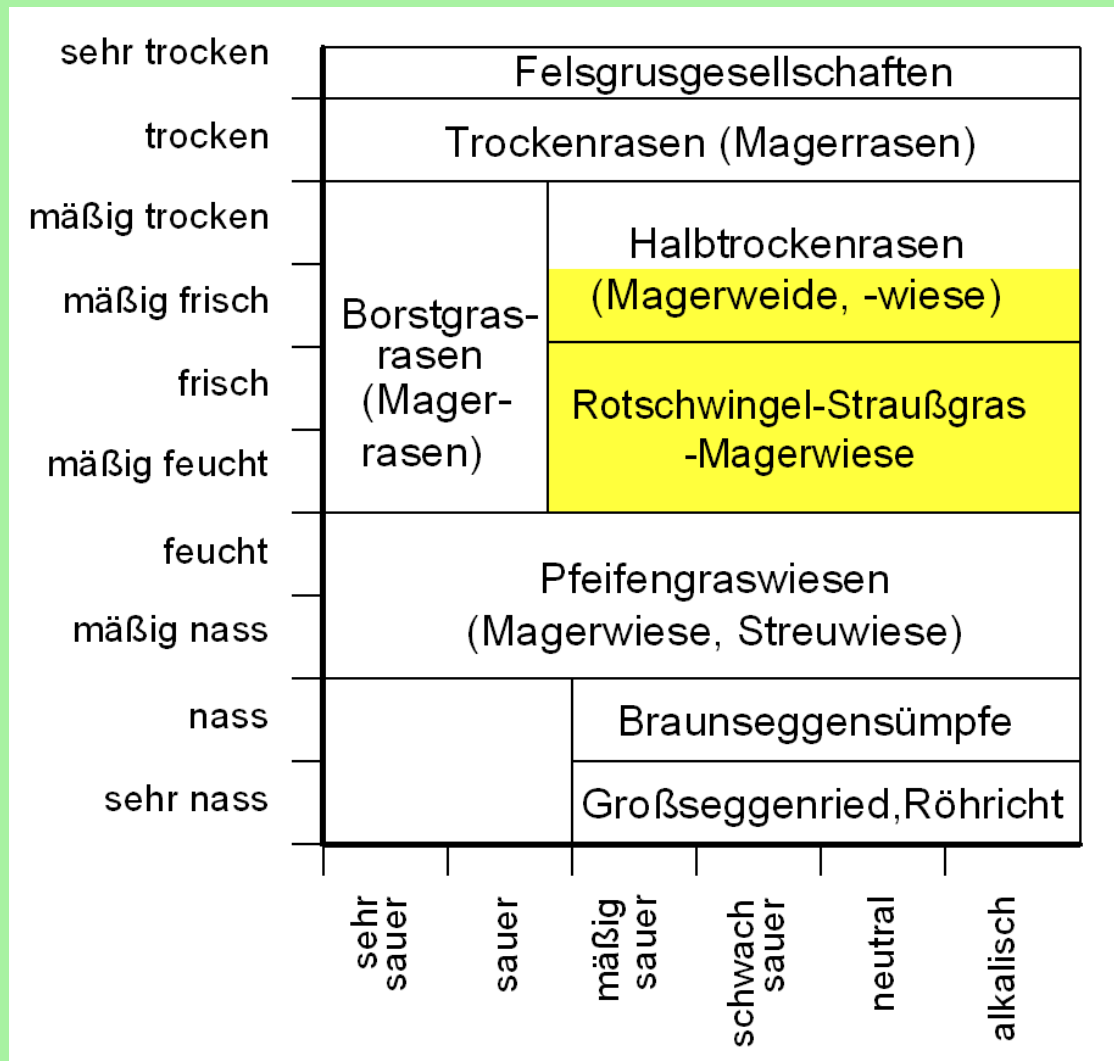 sehr trocken
Felsgrusgesellschaften
trocken
Trockenrasen (Magerrasen)
mäßig trocken
Halbtrockenrasen
mäßig frisch
(Magerweide, -wiese)
Borstgras-
rasen
(Mager-
rasen)
frisch
Rotschwingel-Straußgras
-Magerwiese
mäßig feucht
feucht
Pfeifengraswiesen
mäßig nass
(Magerwiese, Streuwiese)
nass
Braunseggensümpfe
sehr nass
Großseggenried,Röhricht
sehr
sauer
sauer
mäßig
sauer
schwach
sauer
neutral
alkalisch